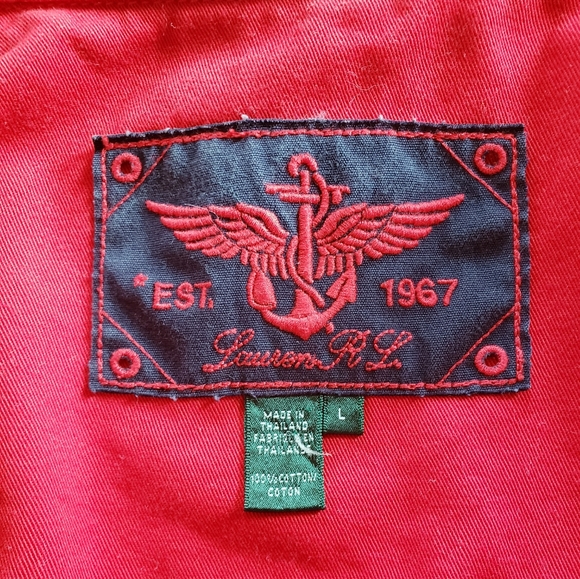 *EST. 1967
Lauren R L.
L
MADE IN
THAILAND
FABRIQUE EN
THAILANDE
100% COTTON/
COTON